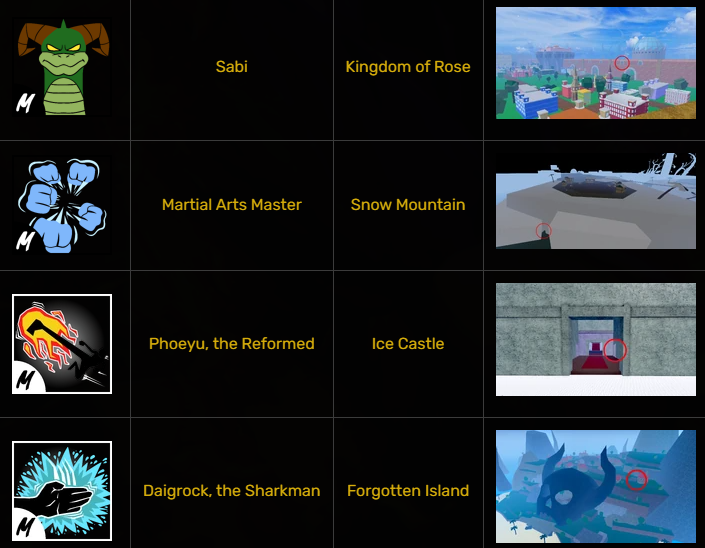 M
Sabi
Kingdom of Rose
M
Martial Arts Master
Snow Mountain
M
Phoeyu, the Reformed
Ice Castle
M
Daigrock, the Sharkman
Forgotten Island